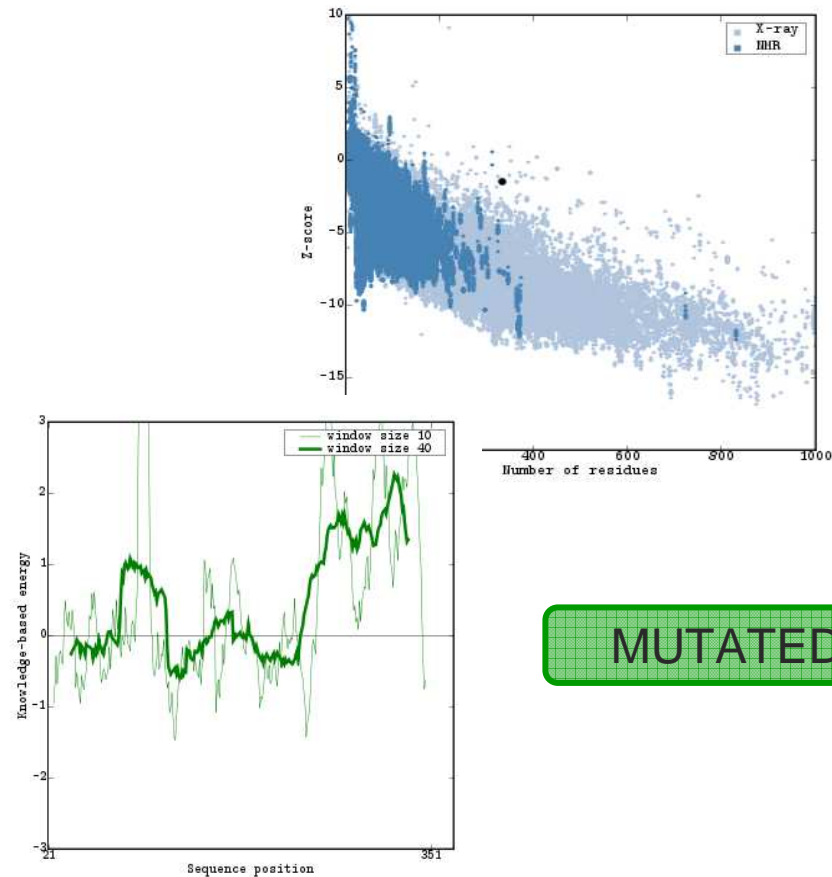 10
X-ray
NMR
5
0
-5
-10
-15
Z-score
400
600
800
1000
Number of residues
3
window size 10
window size 40
2
1
0
-1
-2
-3
Knowledge-based energy
21
351
Sequence position
MUTATED